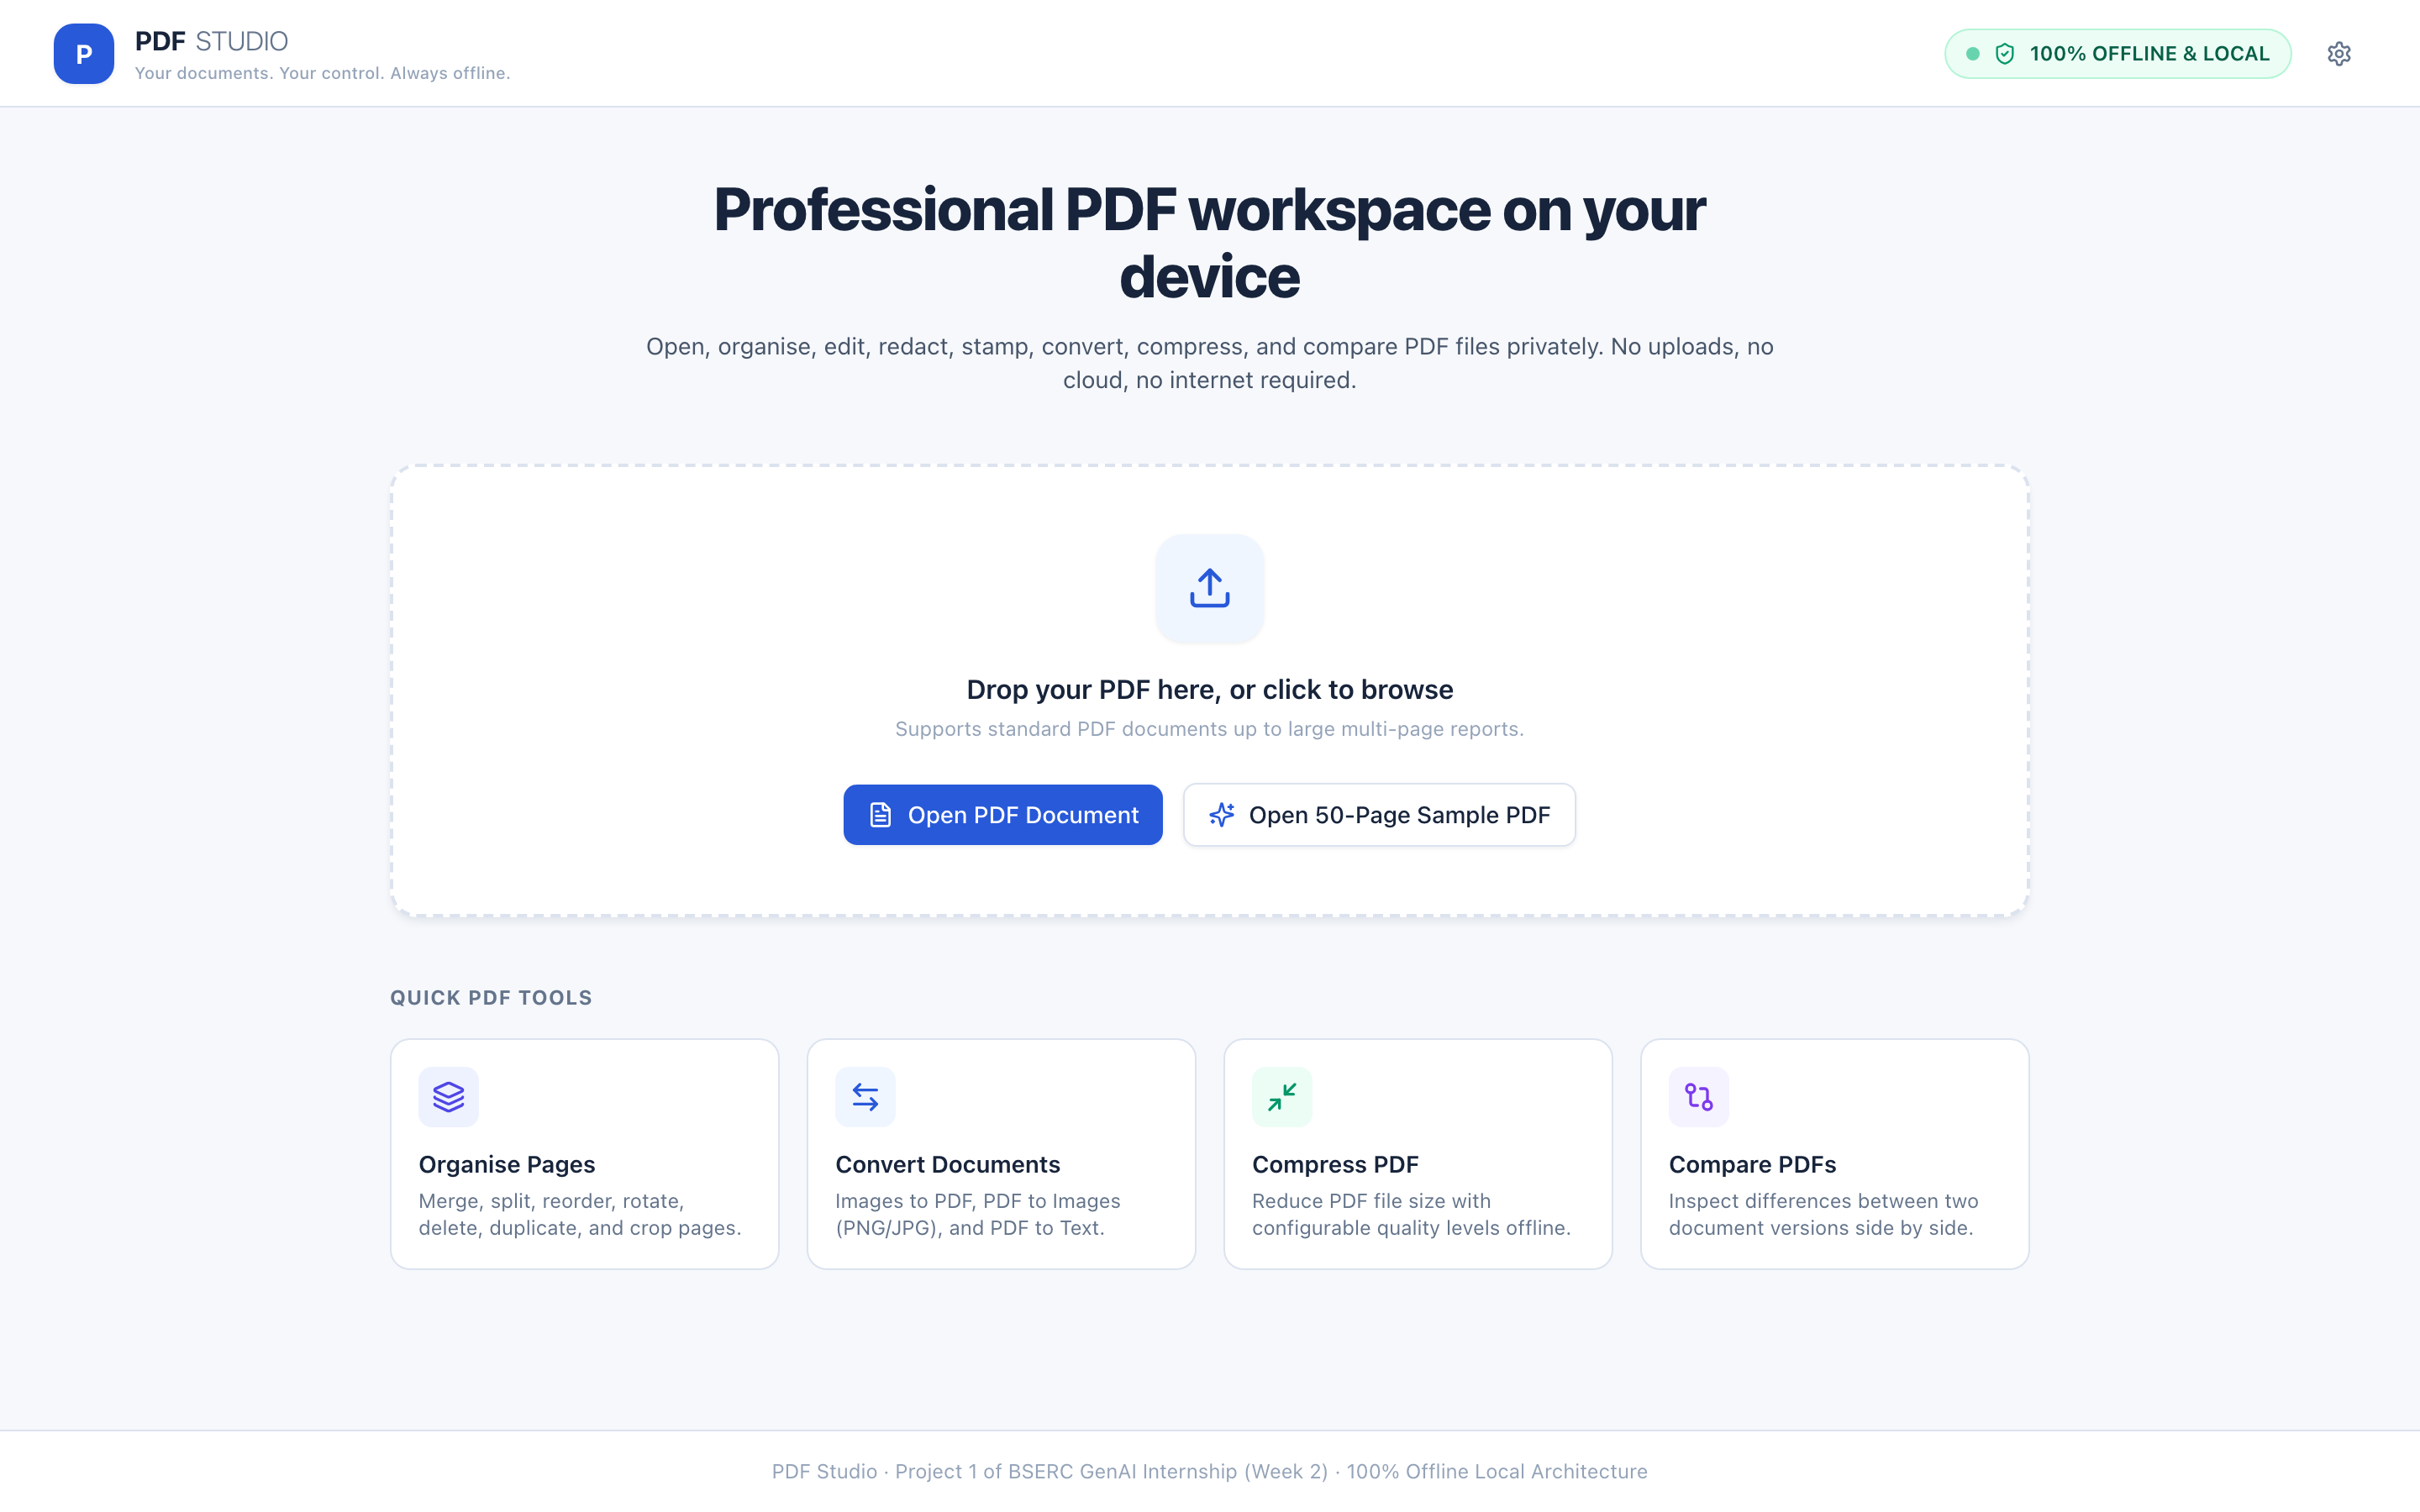 P
PDF STUDIO
Your documents. Your control. Always offline.
100% OFFLINE & LOCAL
Professional PDF workspace on your
device
Open, organise, edit, redact, stamp, convert, compress, and compare PDF files privately. No uploads, no
cloud, no internet required.
Drop your PDF here, or click to browse
Supports standard PDF documents up to large multi-page reports.
Open PDF Document
Open 50-Page Sample PDF
QUICK PDF TOOLS
Organise Pages
Merge, split, reorder, rotate,
delete, duplicate, and crop pages.
Convert Documents
Images to PDF, PDF to Images
(PNG/JPG), and PDF to Text.
Compress PDF
Reduce PDF file size with
configurable quality levels offline.
Compare PDFs
Inspect differences between two
document versions side by side.
PDF Studio · Project 1 of BSERC GenAI Internship (Week 2) · 100% Offline Local Architecture